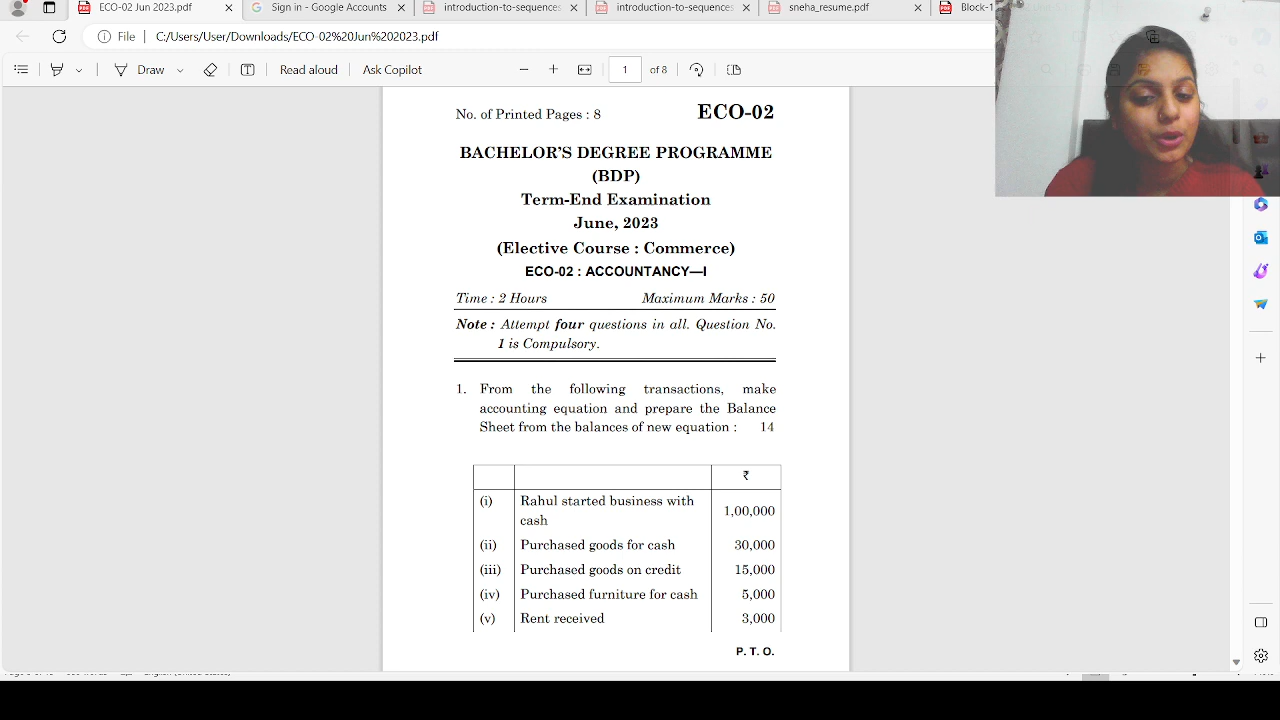 ECO-02 Jun 2023.pdf
Sign in - Google Accounts
introduction-to-sequences
introduction-to-sequences
sneha_resume.pdf
Block-1
File
C:/Users/User/Downloads/ECO-02%20Jun%202023.pdf
Draw
Read aloud
Ask Copilot
1
of 8
No. of Printed Pages : 8
ECO-02
BACHELOR'S DEGREE PROGRAMME
(BDP)
Term-End Examination
June, 2023
(Elective Course : Commerce)
ECO-02 : ACCOUNTANCY—I
Time : 2 Hours
Maximum Marks : 50
Note : Attempt four questions in all. Question No.
1 is Compulsory.
1. From the following transactions, make
accounting equation and prepare the Balance
Sheet from the balances of new equation : 14
₹
(i) Rahul started business with
cash 1,00,000
(ii) Purchased goods for cash 30,000
(iii) Purchased goods on credit 15,000
(iv) Purchased furniture for cash 5,000
(v) Rent received 3,000
P. T. O.